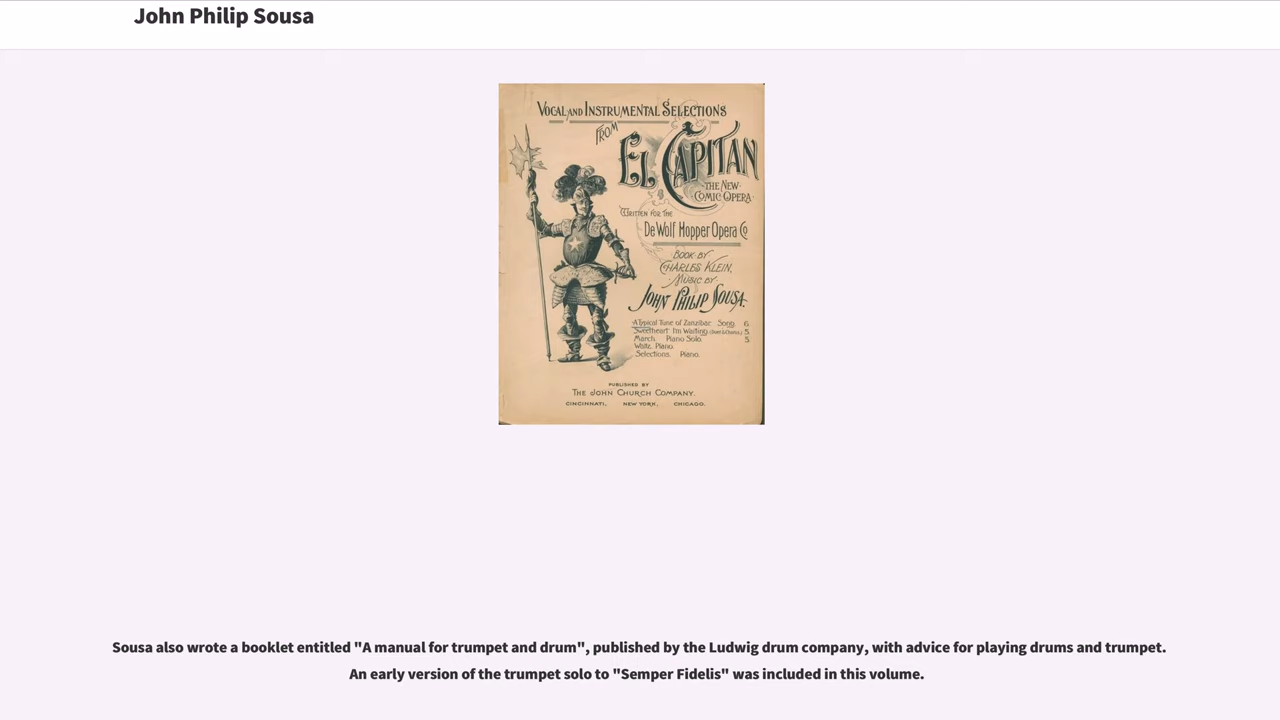 John Philip Sousa
VOCAL AND INSTRUMENTAL SELECTIONS
FROM
EL CAPITAN
THE NEW
COMIC OPERA
WRITTEN FOR THE
De Wolf Hopper Opera Co
BOOK BY
CHARLES KLEIN,
MUSIC BY
JOHN PHILIP SOUSA.
A Typical Tune of Zanzibar. Song. 6.
Sweetheart I'm Waiting 5.
March. Piano Solo. 5.
Waltz. Piano.
Selections. Piano.
PUBLISHED BY
THE JOHN CHURCH COMPANY.
CINCINNATI, NEW YORK, CHICAGO.
Sousa also wrote a booklet entitled "A manual for trumpet and drum", published by the Ludwig drum company, with advice for playing drums and trumpet.
An early version of the trumpet solo to "Semper Fidelis" was included in this volume.